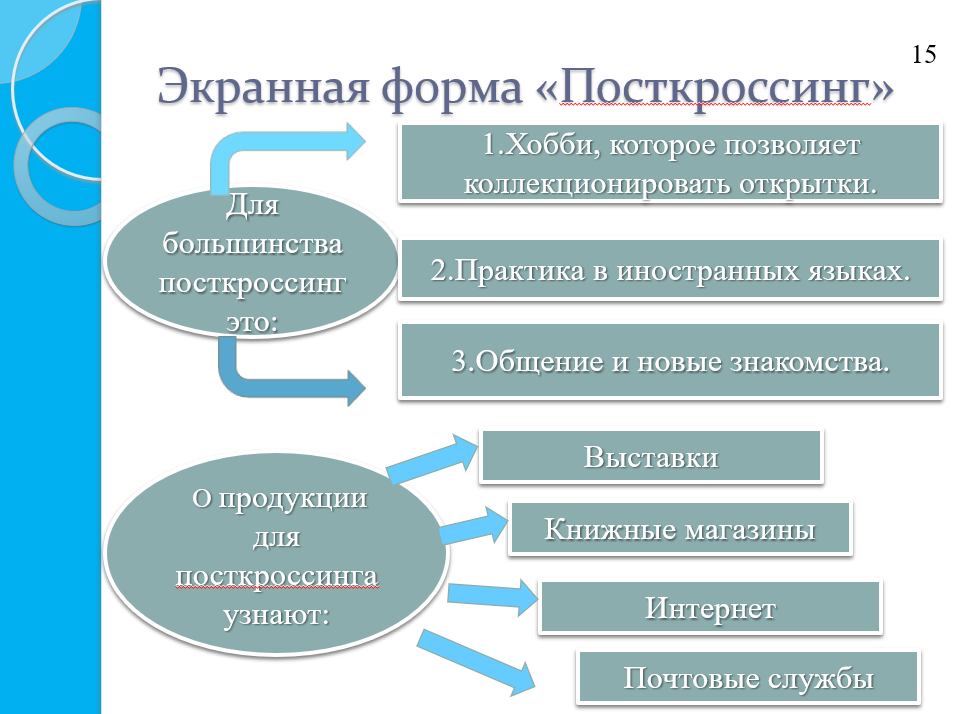 15
Экранная форма «Посткроссинг»
1.Хобби, которое позволяет
коллекционировать открытки.
Для
большинства
посткроссинг
это:
2.Практика в иностранных языках.
3.Общение и новые знакомства.
О продукции
для
посткроссинга
узнают:
Выставки
Книжные магазины
Интернет
Почтовые службы